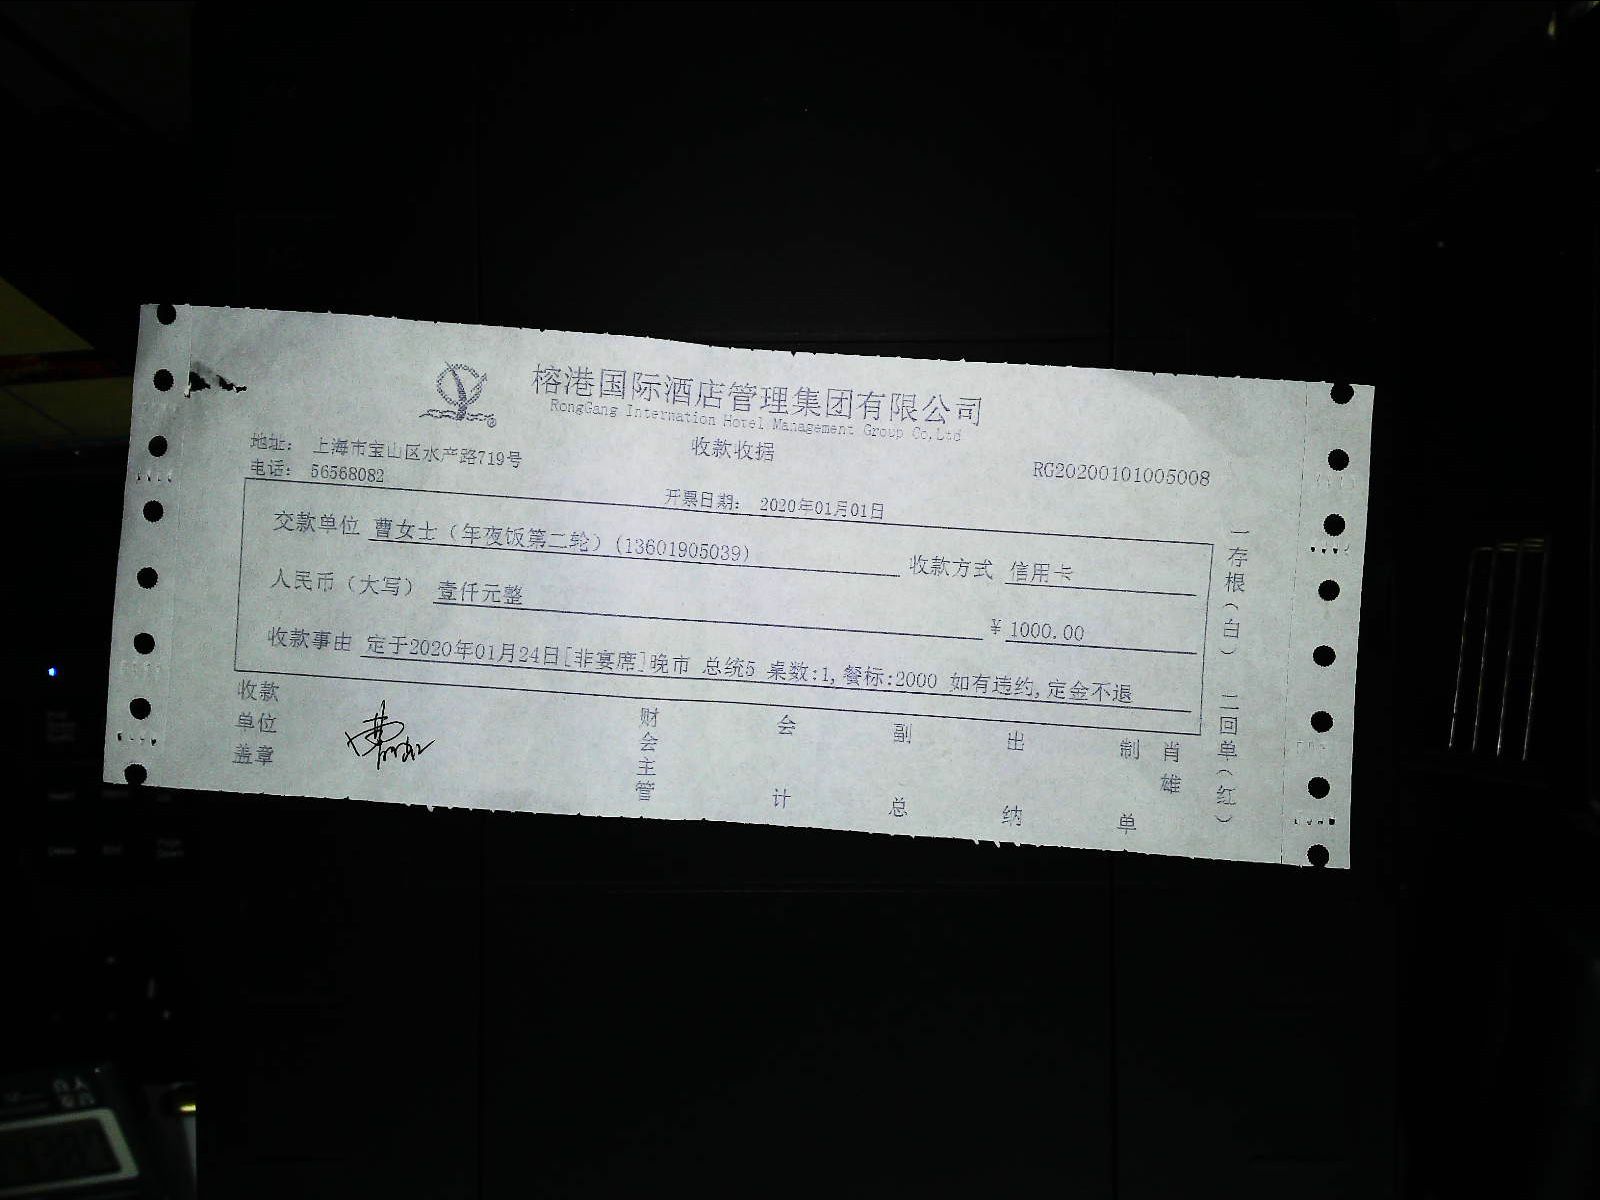 榕港国际酒店管理集团有限公司
RongGang Internation Hotel Management Group Co,Ltd
收款收据
地址： 上海市宝山区水产路719号
电话： 56568082
RG20200101005008
开票日期： 2020年01月01日
交款单位 曹女士（年夜饭第二轮）(13601905039) 收款方式 信用卡
人民币（大写） 壹仟元整 ¥ 1000.00
收款事由 定于2020年01月24日[非宴席]晚市 总统5 桌数:1,餐标:2000 如有违约,定金不退
收款单位盖章
财会主管 会计 副总 出纳 制单 肖雄
一存根（白） 二回单（红）